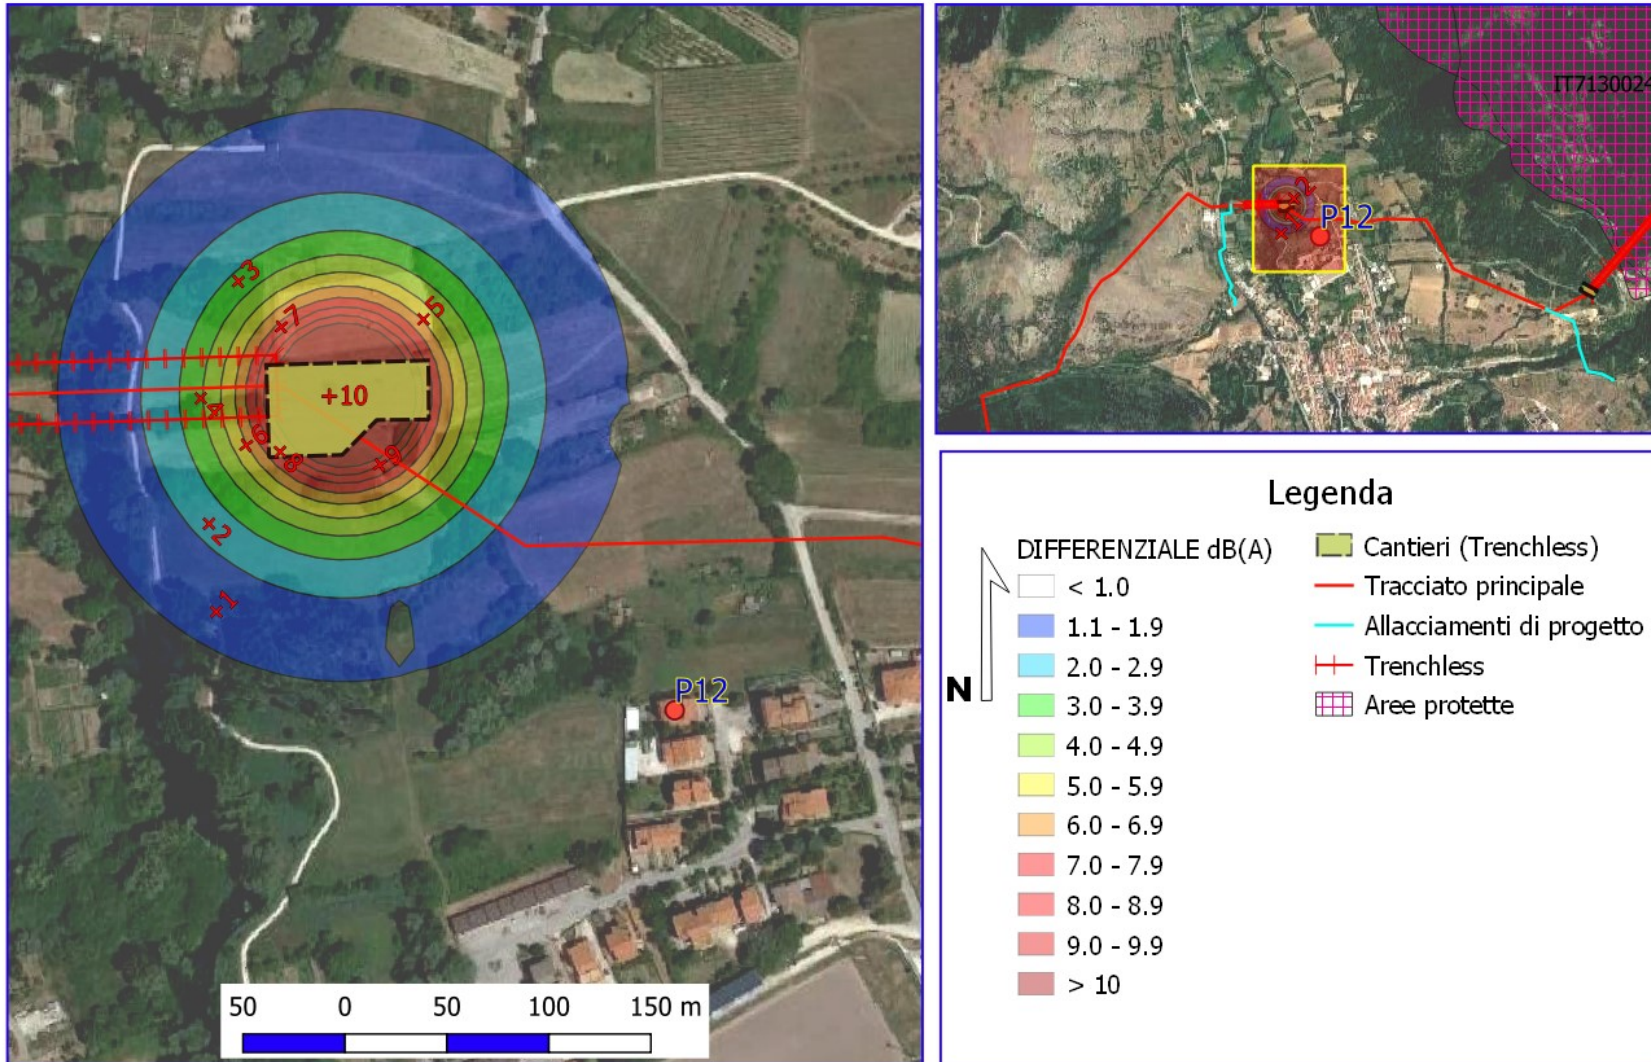 +3
+7
+5
+10
+4
+6
+8
+9
+2
+1
P12
50 0 50 100 150 m
IT7130024
+2
+1
P12
Legenda
DIFFERENZIALE dB(A)
< 1.0
1.1 - 1.9
2.0 - 2.9
3.0 - 3.9
4.0 - 4.9
5.0 - 5.9
6.0 - 6.9
7.0 - 7.9
8.0 - 8.9
9.0 - 9.9
> 10
N
Cantieri (Trenchless)
Tracciato principale
Allacciamenti di progetto
Trenchless
Aree protette